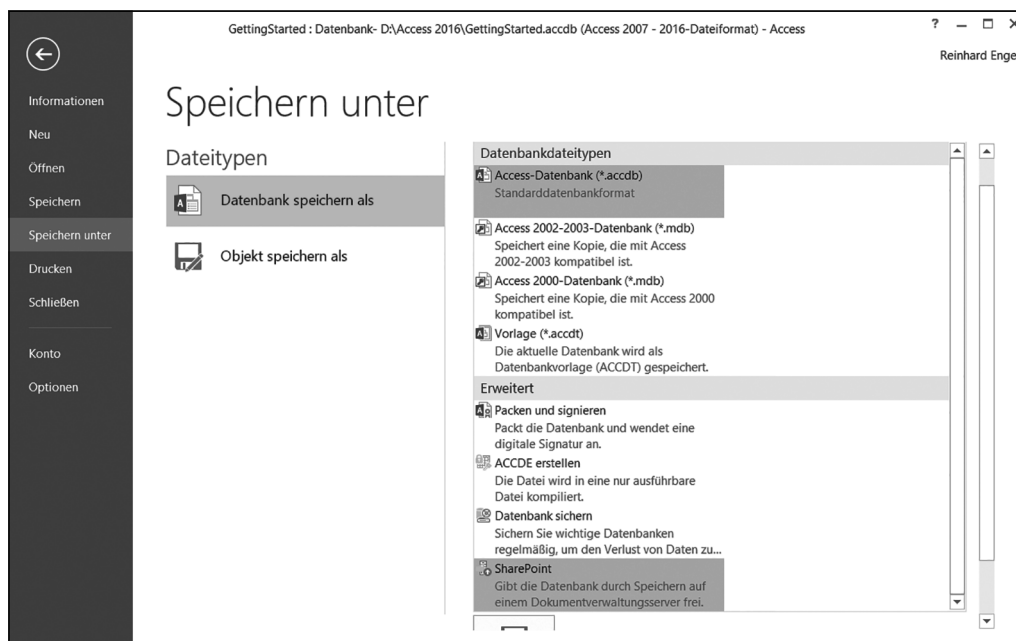 GettingStarted : Datenbank- D:\Access 2016\GettingStarted.accdb (Access 2007 - 2016-Dateiformat) - Access
?
Reinhard Enge
Informationen
Neu
Öffnen
Speichern
Speichern unter
Drucken
Schließen
Konto
Optionen
Speichern unter
Dateitypen
Datenbank speichern als
Objekt speichern als
Datenbankdateitypen
Access-Datenbank (*.accdb)
Standarddatenbankformat
Access 2002-2003-Datenbank (*.mdb)
Speichert eine Kopie, die mit Access
2002-2003 kompatibel ist.
Access 2000-Datenbank (*.mdb)
Speichert eine Kopie, die mit Access 2000
kompatibel ist.
Vorlage (*.accdt)
Die aktuelle Datenbank wird als
Datenbankvorlage (ACCDT) gespeichert.
Erweitert
Packen und signieren
Packt die Datenbank und wendet eine
digitale Signatur an.
ACCDE erstellen
Die Datei wird in eine nur ausführbare
Datei kompiliert.
Datenbank sichern
Sichern Sie wichtige Datenbanken
regelmäßig, um den Verlust von Daten zu...
SharePoint
Gibt die Datenbank durch Speichern auf
einem Dokumentverwaltungsserver frei.